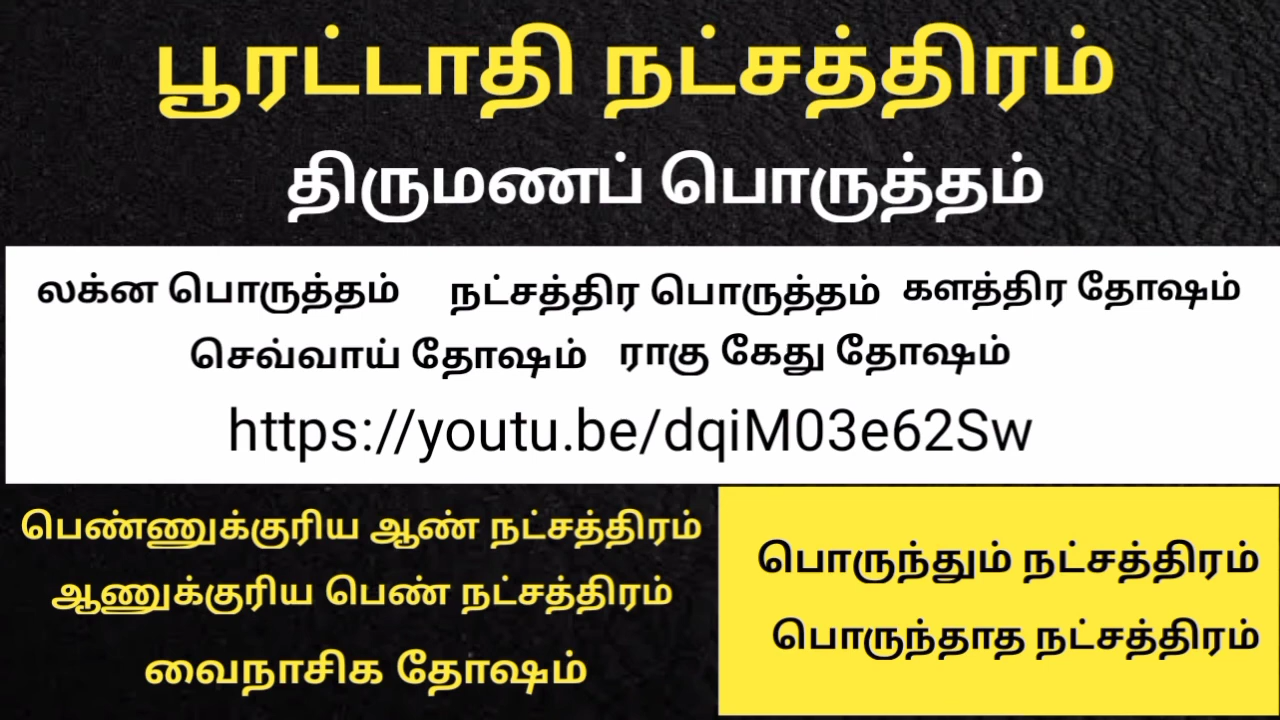 பூரட்டாதி நட்சத்திரம்
திருமணப் பொருத்தம்
லக்ன பொருத்தம் நட்சத்திர பொருத்தம் களத்திர தோஷம்
செவ்வாய் தோஷம் ராகு கேது தோஷம்
https://youtu.be/dqiM03e62Sw
பெண்ணுக்குரிய ஆண் நட்சத்திரம்
ஆணுக்குரிய பெண் நட்சத்திரம்
வைநாசிக தோஷம்
பொருந்தும் நட்சத்திரம்
பொருந்தாத நட்சத்திரம்